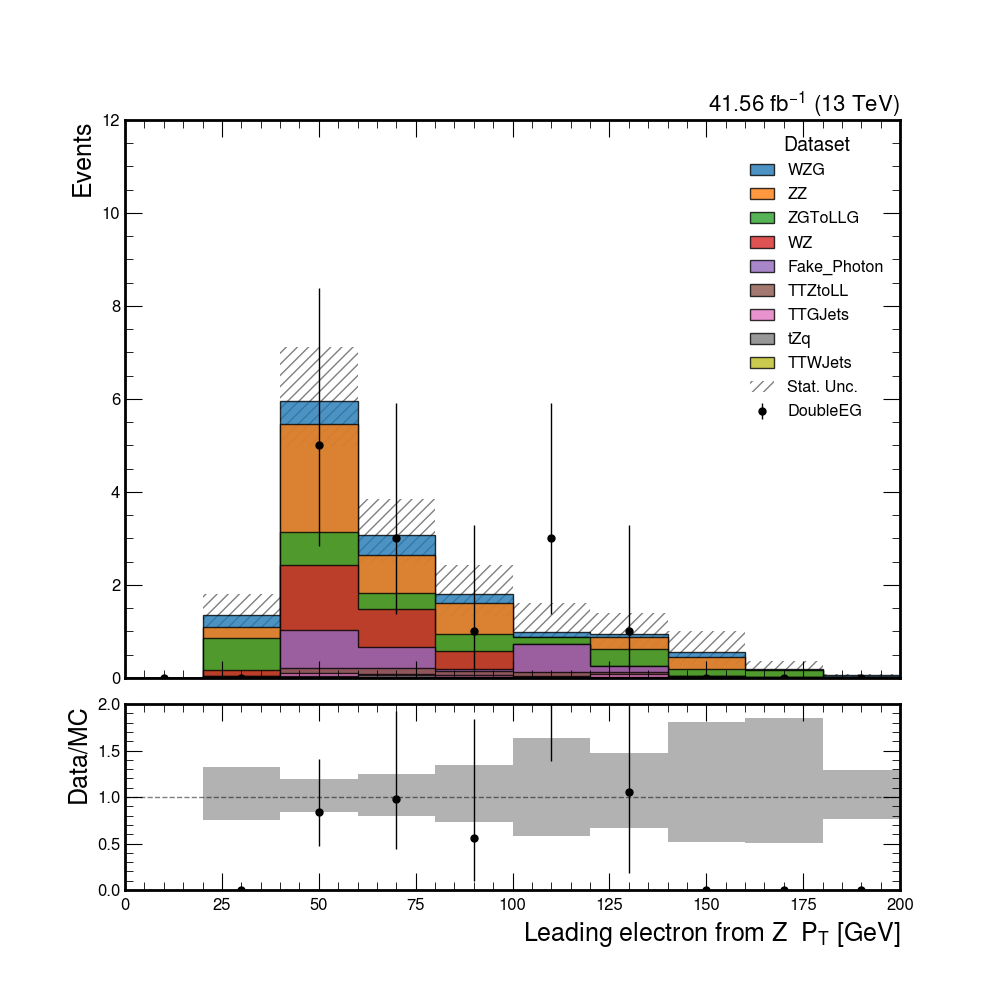 41.56 fb⁻¹ (13 TeV)
Events
12
10
8
6
4
2
0
Dataset
WZG
ZZ
ZGToLLG
WZ
Fake_Photon
TTZtoLL
TTGJets
tZq
TTWJets
Stat. Unc.
DoubleEG
Data/MC
2.0
1.5
1.0
0.5
0.0
0 25 50 75 100 125 150 175 200
Leading electron from Z P_T [GeV]